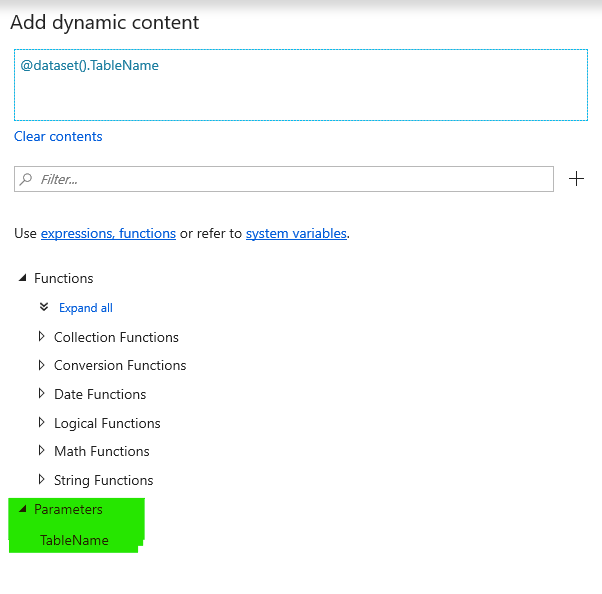 Add dynamic content
@dataset().TableName
Clear contents
Filter...
Use expressions, functions or refer to system variables.
Functions
Expand all
Collection Functions
Conversion Functions
Date Functions
Logical Functions
Math Functions
String Functions
Parameters
TableName